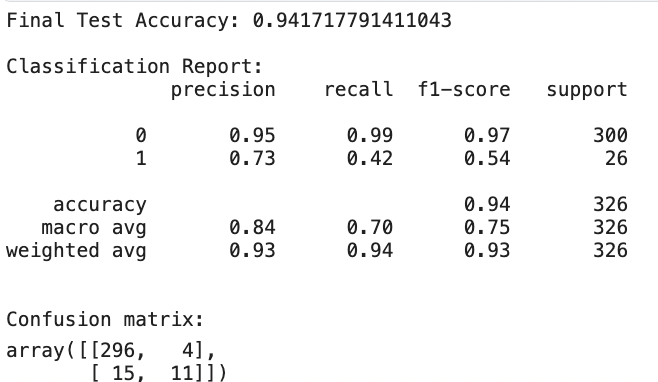 Final Test Accuracy: 0.941717791411043
Classification Report:
precision recall f1-score support
0 0.95 0.99 0.97 300
1 0.73 0.42 0.54 26
accuracy 0.94 326
macro avg 0.84 0.70 0.75 326
weighted avg 0.93 0.94 0.93 326
Confusion matrix:
array([[296, 4],
[ 15, 11]])